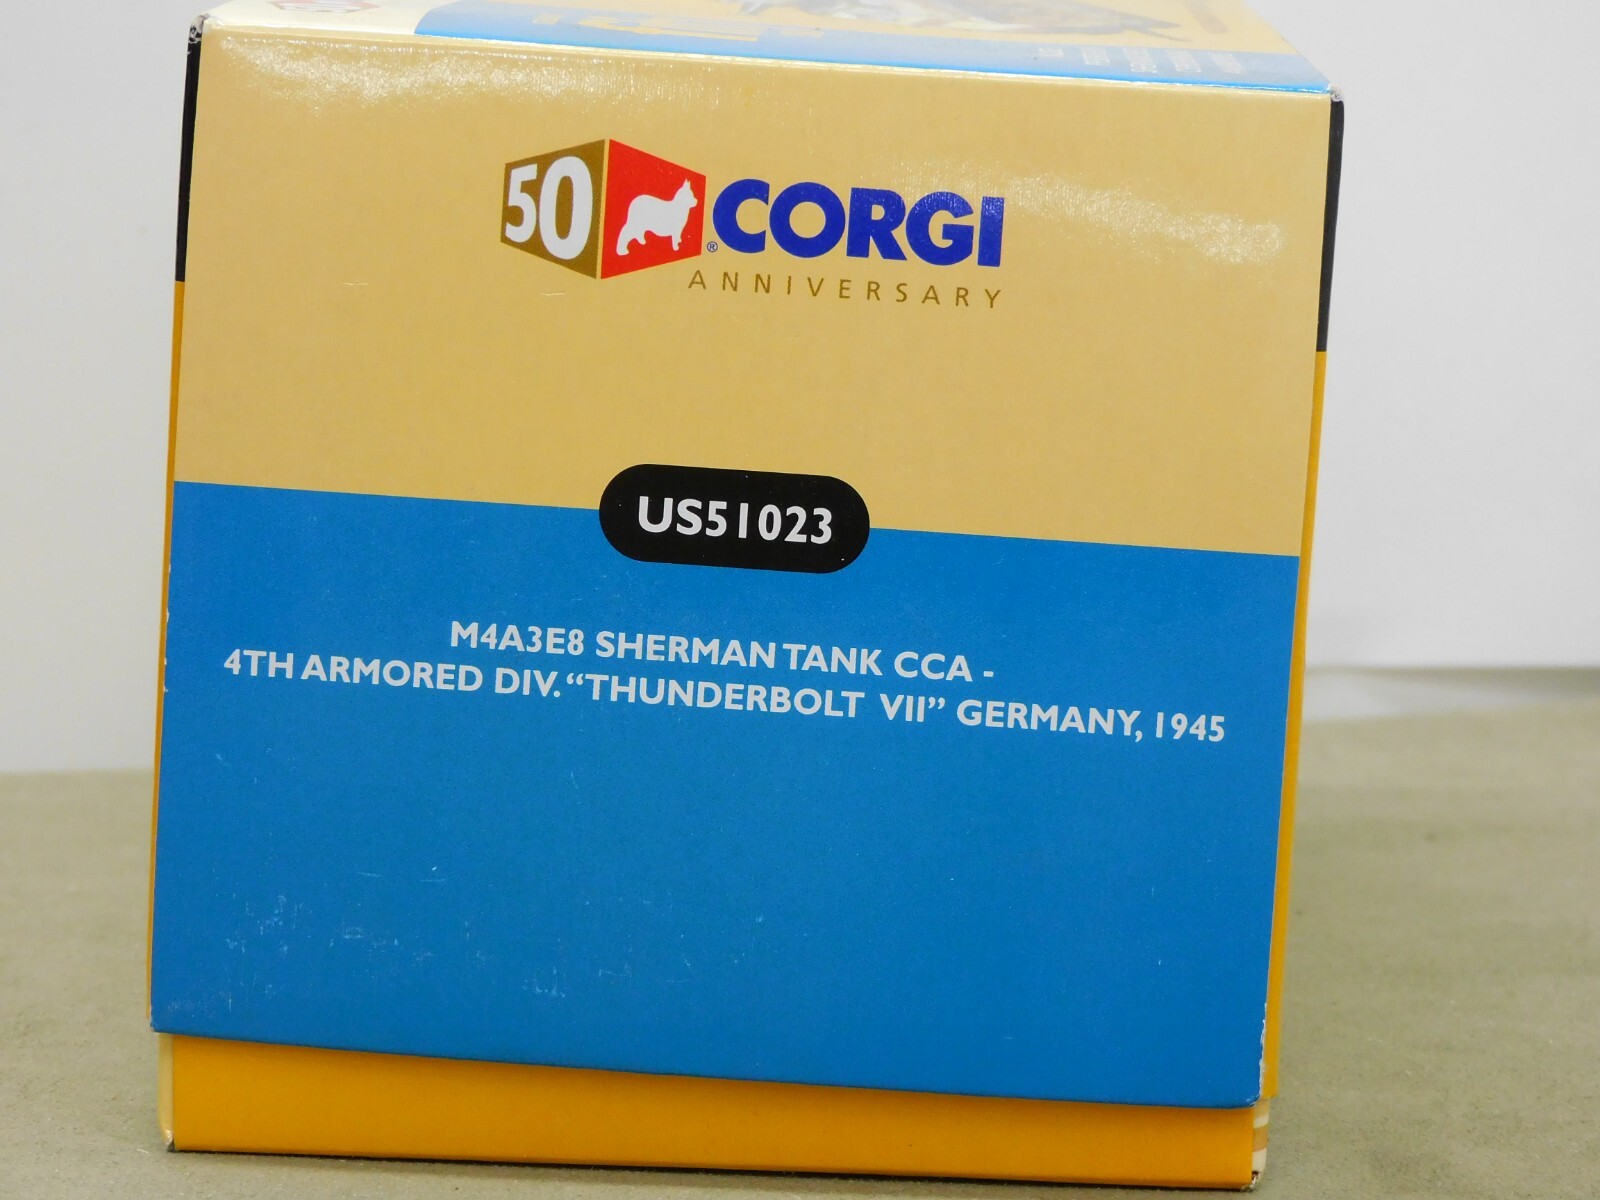 50 CORGI®
ANNIVERSARY
US51023
M4A3E8 SHERMAN TANK CCA -
4TH ARMORED DIV. “THUNDERBOLT VII” GERMANY, 1945